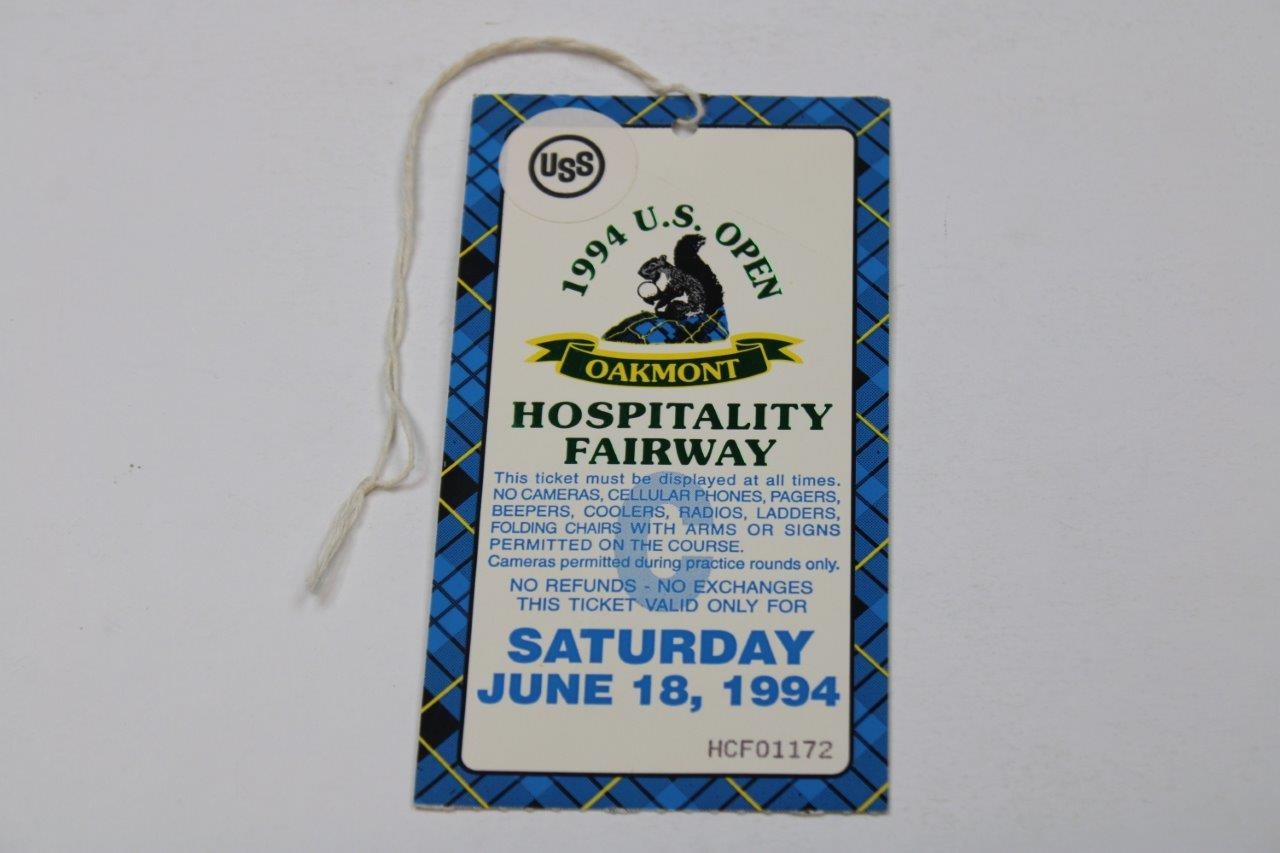 USS
1994 U.S. OPEN
OAKMONT
HOSPITALITY
FAIRWAY
This ticket must be displayed at all times.
NO CAMERAS, CELLULAR PHONES, PAGERS,
BEEPERS, COOLERS, RADIOS, LADDERS,
FOLDING CHAIRS WITH ARMS OR SIGNS
PERMITTED ON THE COURSE.
Cameras permitted during practice rounds only.
C
NO REFUNDS - NO EXCHANGES
THIS TICKET VALID ONLY FOR
SATURDAY
JUNE 18, 1994
HCF01172